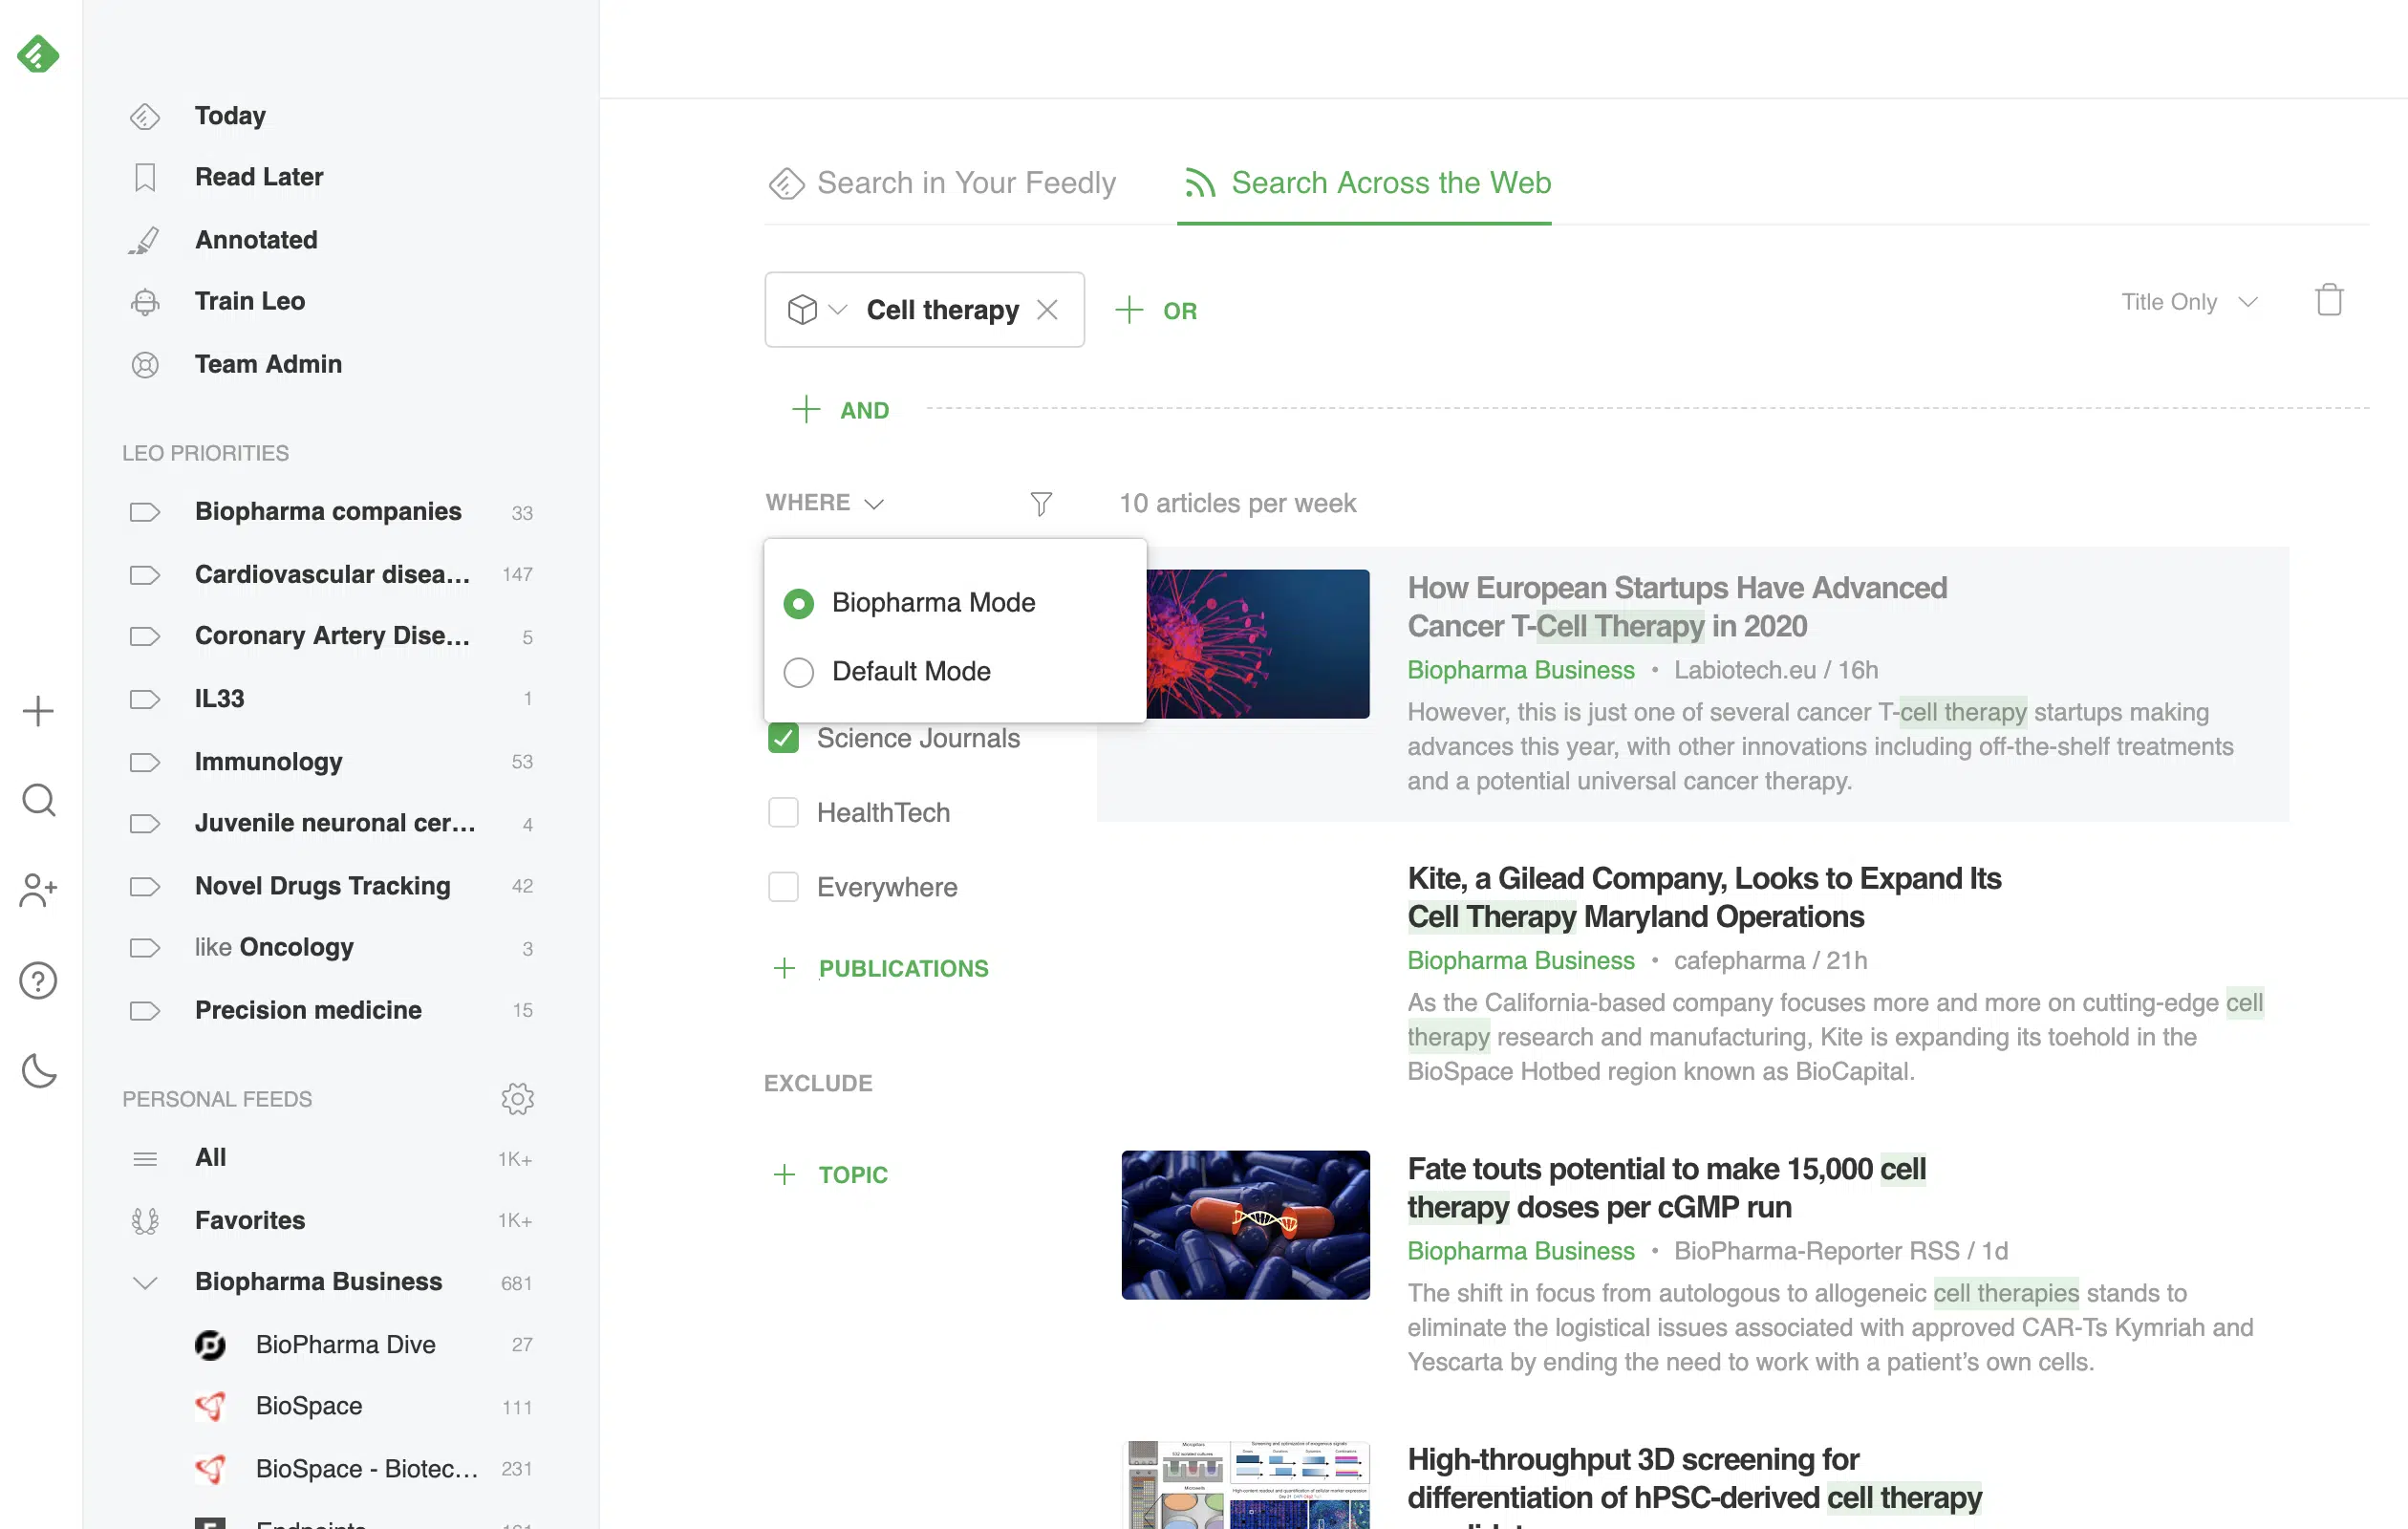 Today
Read Later
Annotated
Train Leo
Team Admin
LEO PRIORITIES
Biopharma companies 33
Cardiovascular disea... 147
Coronary Artery Dise... 5
IL33 1
Immunology 53
Juvenile neuronal cer... 4
Novel Drugs Tracking 42
like Oncology 3
Precision medicine 15
PERSONAL FEEDS
All 1K+
Favorites 1K+
Biopharma Business 681
BioPharma Dive 27
BioSpace 111
BioSpace - Biotec... 231
Search in Your Feedly
Search Across the Web
Cell therapy
OR
Title Only
AND
WHERE
10 articles per week
Biopharma Mode
Default Mode
Science Journals
HealthTech
Everywhere
PUBLICATIONS
EXCLUDE
TOPIC
How European Startups Have Advanced
Cancer T-Cell Therapy in 2020
Biopharma Business • Labiotech.eu / 16h
However, this is just one of several cancer T-cell therapy startups making
advances this year, with other innovations including off-the-shelf treatments
and a potential universal cancer therapy.
Kite, a Gilead Company, Looks to Expand Its
Cell Therapy Maryland Operations
Biopharma Business • cafepharma / 21h
As the California-based company focuses more and more on cutting-edge cell
therapy research and manufacturing, Kite is expanding its toehold in the
BioSpace Hotbed region known as BioCapital.
Fate touts potential to make 15,000 cell
therapy doses per cGMP run
Biopharma Business • BioPharma-Reporter RSS / 1d
The shift in focus from autologous to allogeneic cell therapies stands to
eliminate the logistical issues associated with approved CAR-Ts Kymriah and
Yescarta by ending the need to work with a patient's own cells.
High-throughput 3D screening for
differentiation of hPSC-derived cell therapy